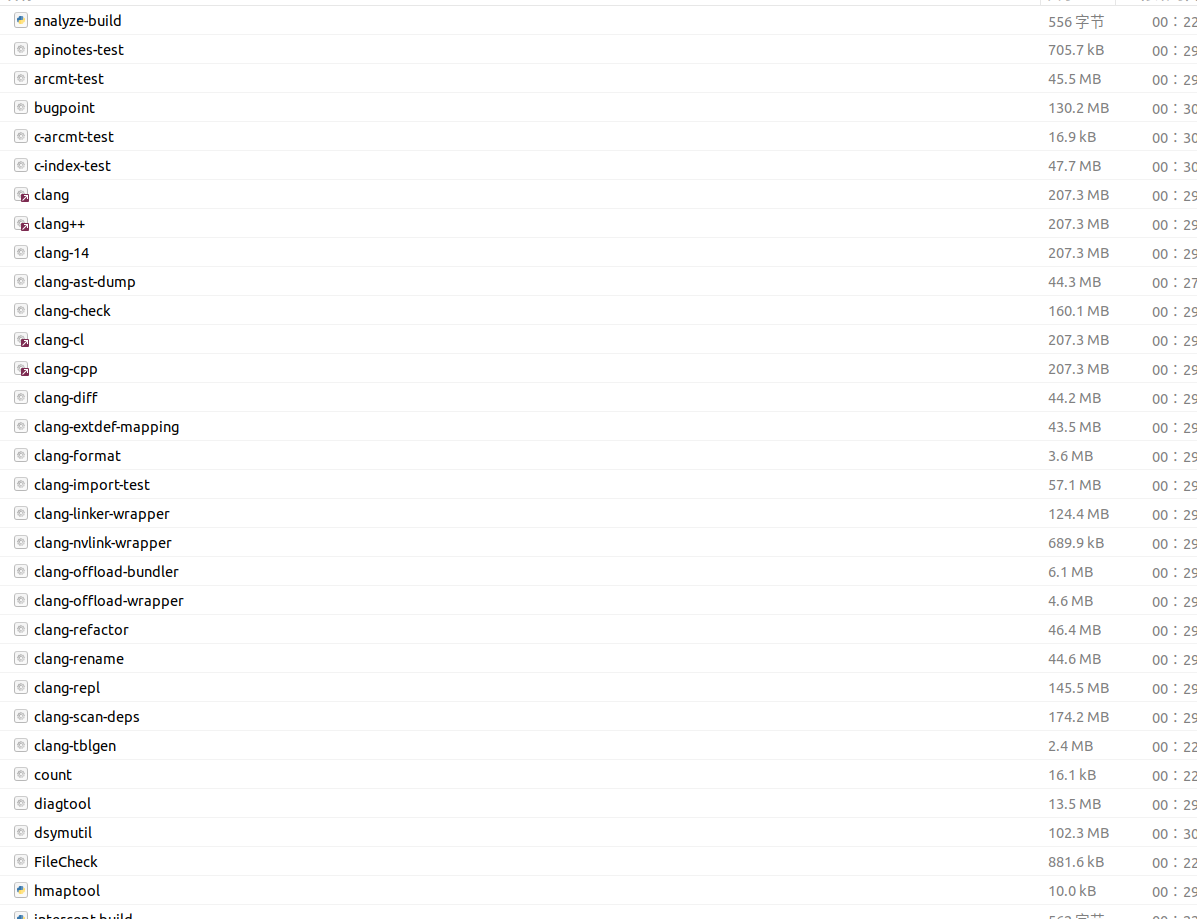 analyze-build 556 字节 00：22
apinotes-test 705.7 kB 00：29
arcmt-test 45.5 MB 00：29
bugpoint 130.2 MB 00：30
c-arcmt-test 16.9 kB 00：30
c-index-test 47.7 MB 00：30
clang 207.3 MB 00：29
clang++ 207.3 MB 00：29
clang-14 207.3 MB 00：29
clang-ast-dump 44.3 MB 00：27
clang-check 160.1 MB 00：29
clang-cl 207.3 MB 00：29
clang-cpp 207.3 MB 00：29
clang-diff 44.2 MB 00：29
clang-extdef-mapping 43.5 MB 00：29
clang-format 3.6 MB 00：29
clang-import-test 57.1 MB 00：29
clang-linker-wrapper 124.4 MB 00：29
clang-nvlink-wrapper 689.9 kB 00：29
clang-offload-bundler 6.1 MB 00：29
clang-offload-wrapper 4.6 MB 00：29
clang-refactor 46.4 MB 00：29
clang-rename 44.6 MB 00：29
clang-repl 145.5 MB 00：29
clang-scan-deps 174.2 MB 00：29
clang-tblgen 2.4 MB 00：22
count 16.1 kB 00：22
diagtool 13.5 MB 00：29
dsymutil 102.3 MB 00：30
FileCheck 881.6 kB 00：22
hmaptool 10.0 kB 00：29
intercept-build 562 字节 00：22